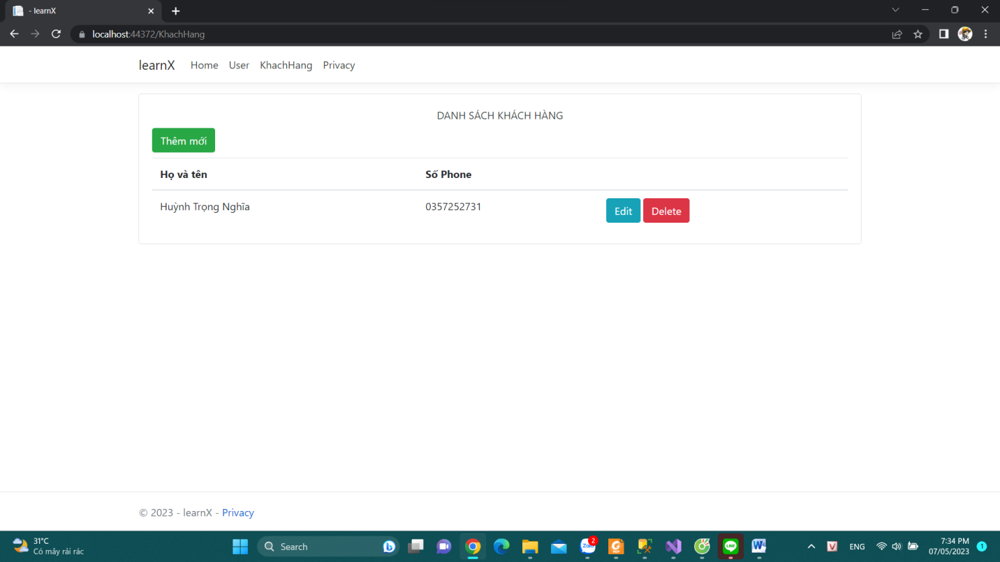 - learnX
localhost:44372/KhachHang
learnX Home User KhachHang Privacy
DANH SÁCH KHÁCH HÀNG
Thêm mới
Họ và tên Số Phone
Huỳnh Trọng Nghĩa 0357252731 Edit Delete
© 2023 - learnX - Privacy
31°C
Có mây rải rác
Search
Zalo
2
ENG
7:34 PM
07/05/2023
1